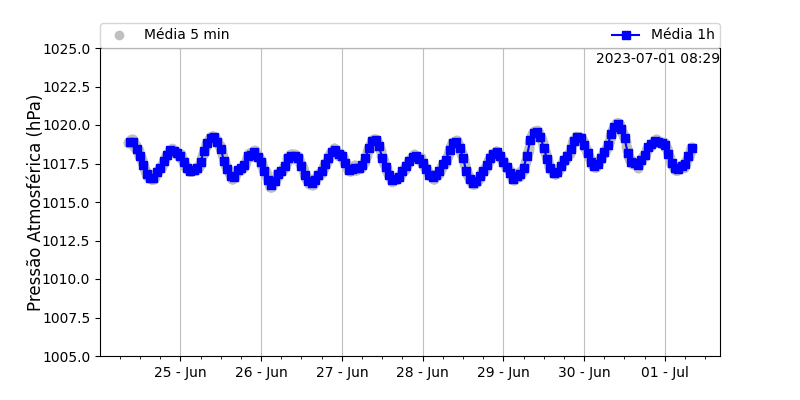 Média 5 min
Média 1h
2023-07-01 08:29
Pressão Atmosférica (hPa)
1025.0
1022.5
1020.0
1017.5
1015.0
1012.5
1010.0
1007.5
1005.0
25 - Jun
26 - Jun
27 - Jun
28 - Jun
29 - Jun
30 - Jun
01 - Jul